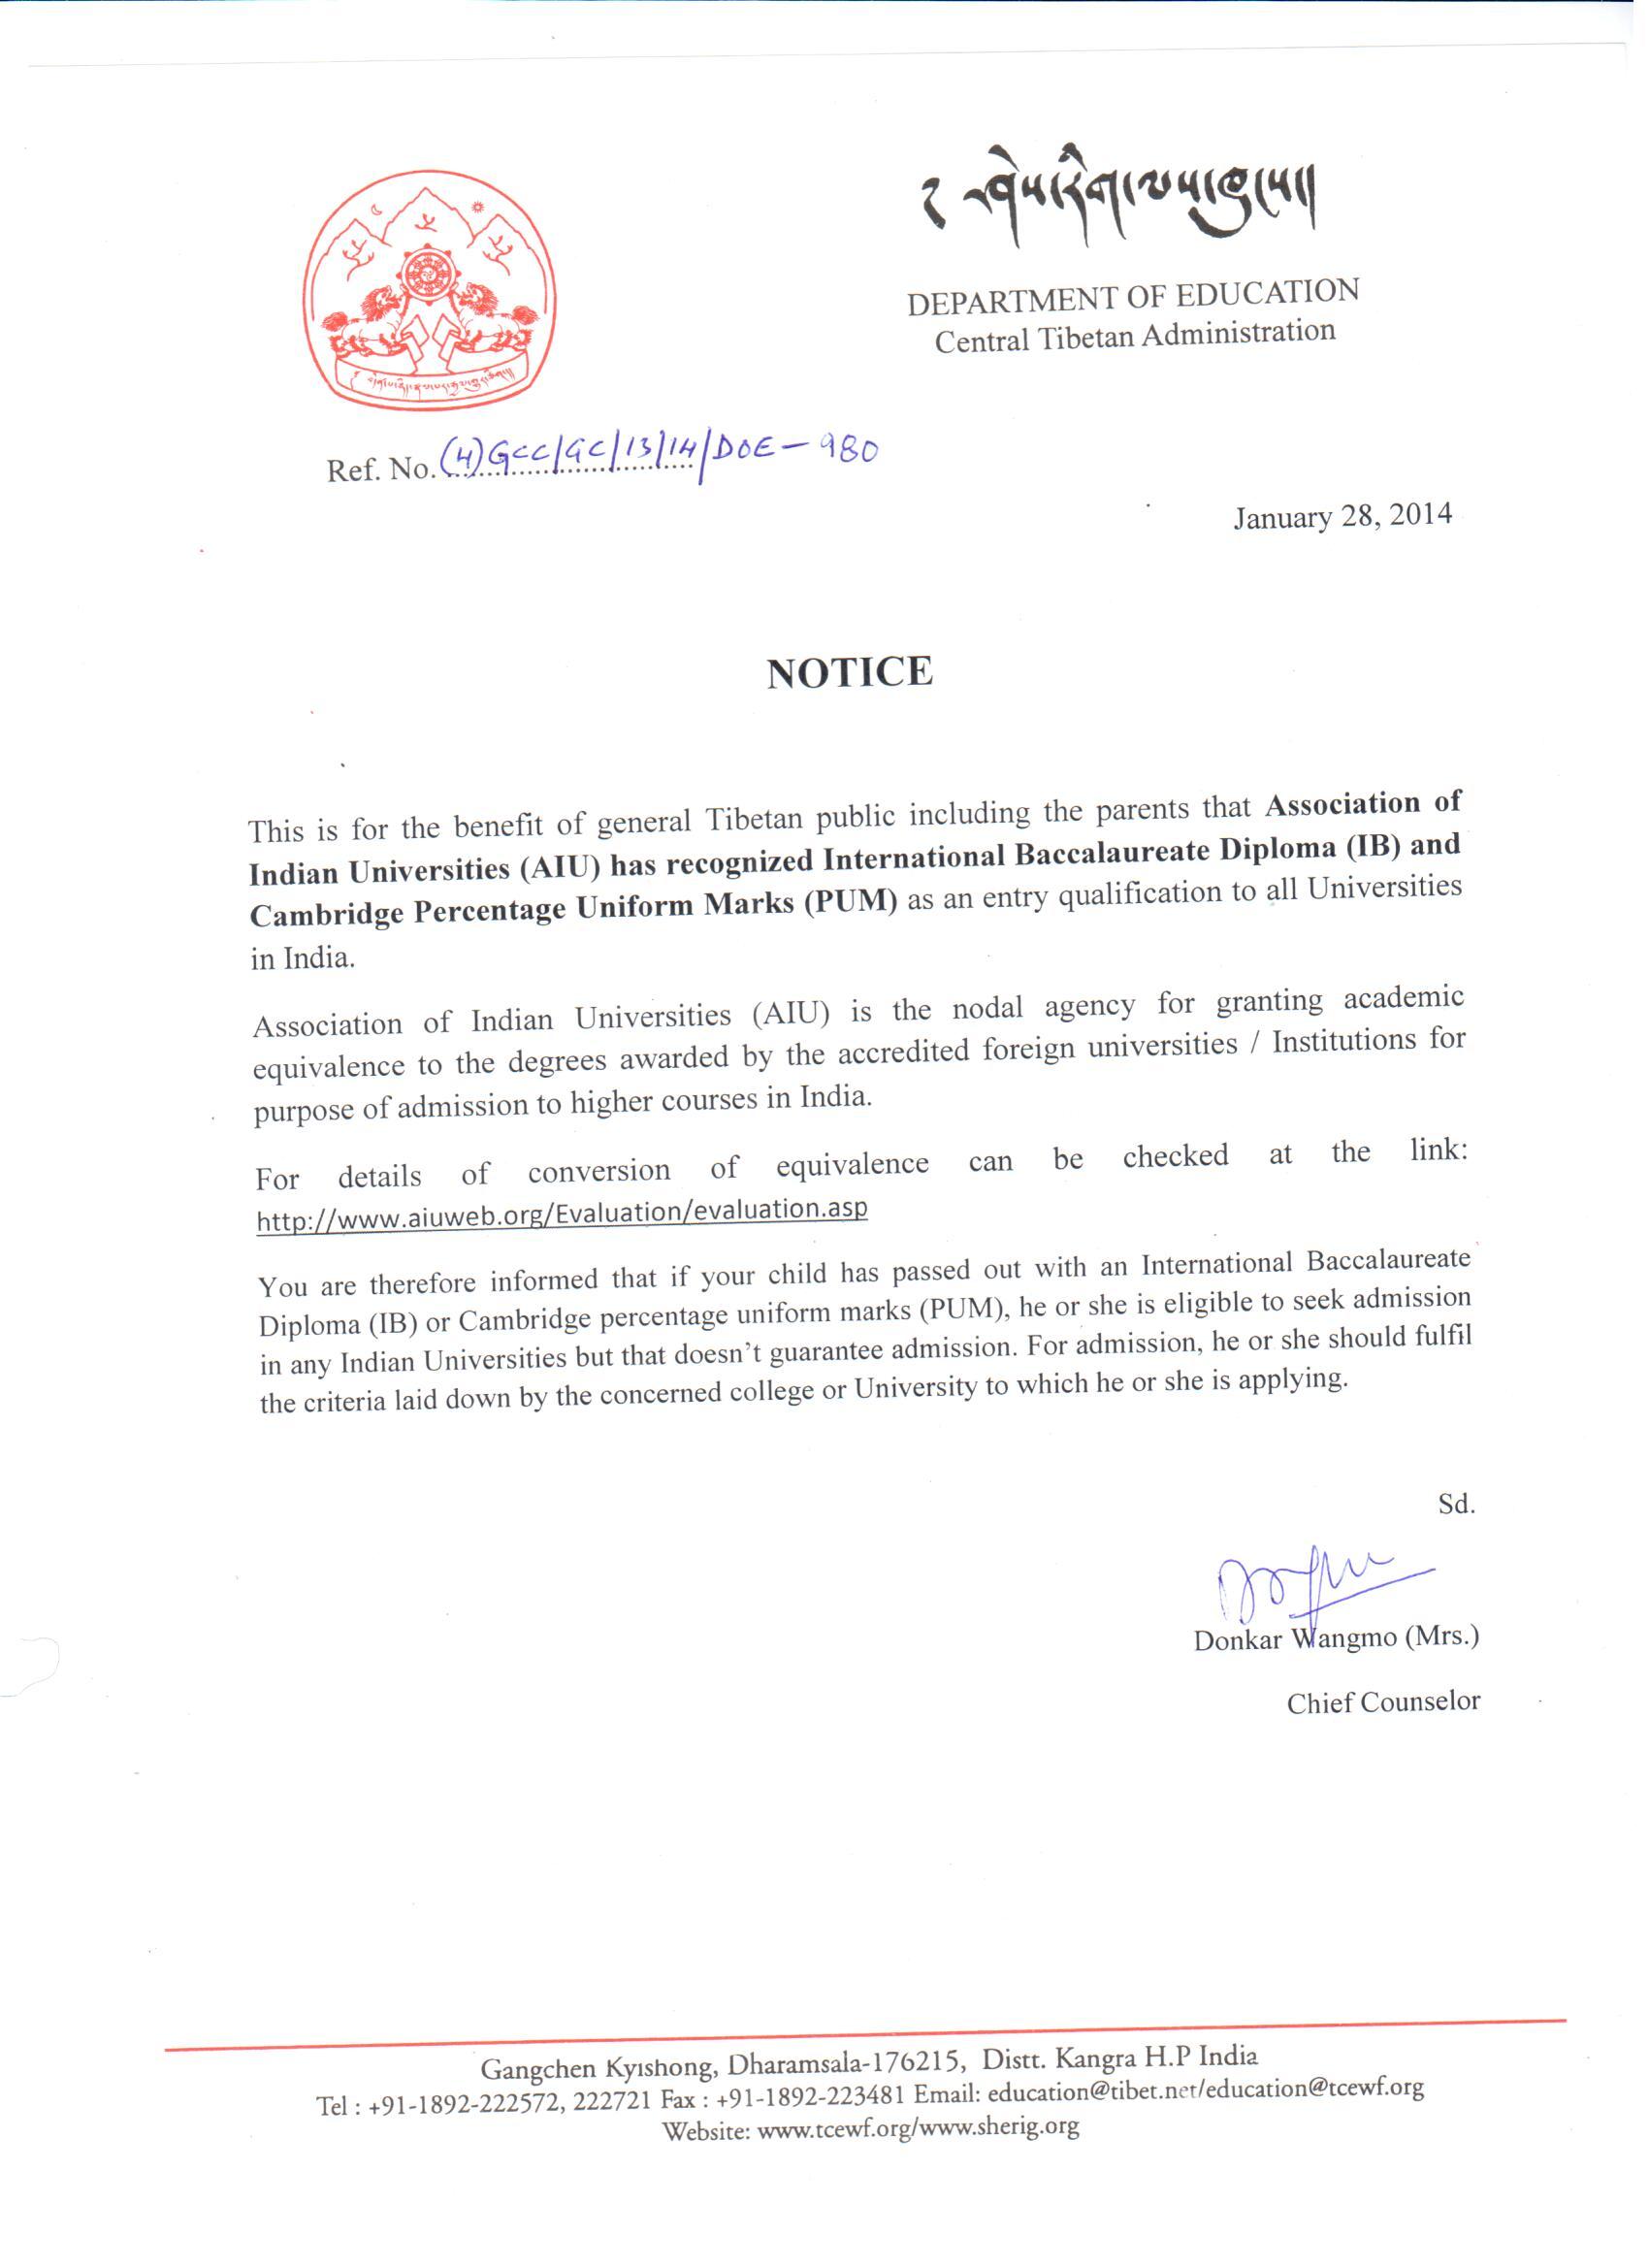 DEPARTMENT OF EDUCATION
Central Tibetan Administration
Ref. No. (4)GCC/GC/13/14/DOE-980
January 28, 2014
NOTICE
This is for the benefit of general Tibetan public including the parents that Association of
Indian Universities (AIU) has recognized International Baccalaureate Diploma (IB) and
Cambridge Percentage Uniform Marks (PUM) as an entry qualification to all Universities
in India.
Association of Indian Universities (AIU) is the nodal agency for granting academic
equivalence to the degrees awarded by the accredited foreign universities / Institutions for
purpose of admission to higher courses in India.
For details of conversion of equivalence can be checked at the link:
http://www.aiuweb.org/Evaluation/evaluation.asp
You are therefore informed that if your child has passed out with an International Baccalaureate
Diploma (IB) or Cambridge percentage uniform marks (PUM), he or she is eligible to seek admission
in any Indian Universities but that doesn't guarantee admission. For admission, he or she should fulfil
the criteria laid down by the concerned college or University to which he or she is applying.
Sd.
Donkar Wangmo (Mrs.)
Chief Counselor
Gangchen Kyishong, Dharamsala-176215, Distt. Kangra H.P India
Tel : +91-1892-222572, 222721 Fax : +91-1892-223481 Email: education@tibet.net/education@tcewf.org
Website: www.tcewf.org/www.sherig.org